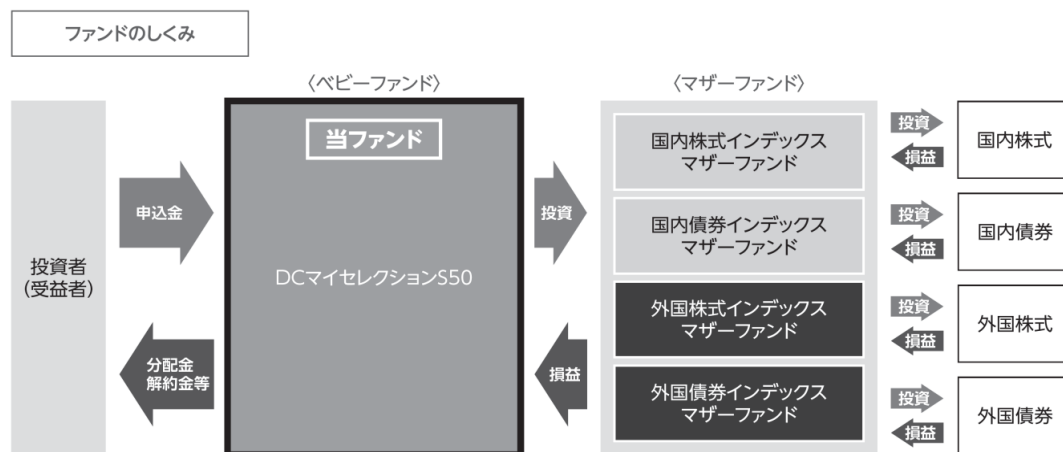 ファンドのしくみ
〈ベビーファンド〉
〈マザーファンド〉
投資者
(受益者)
申込金
分配金
解約金等
当ファンド
DCマイセレクションS50
投資
損益
国内株式インデックス
マザーファンド
投資
損益
国内株式
国内債券インデックス
マザーファンド
投資
損益
国内債券
外国株式インデックス
マザーファンド
投資
損益
外国株式
外国債券インデックス
マザーファンド
投資
損益
外国債券